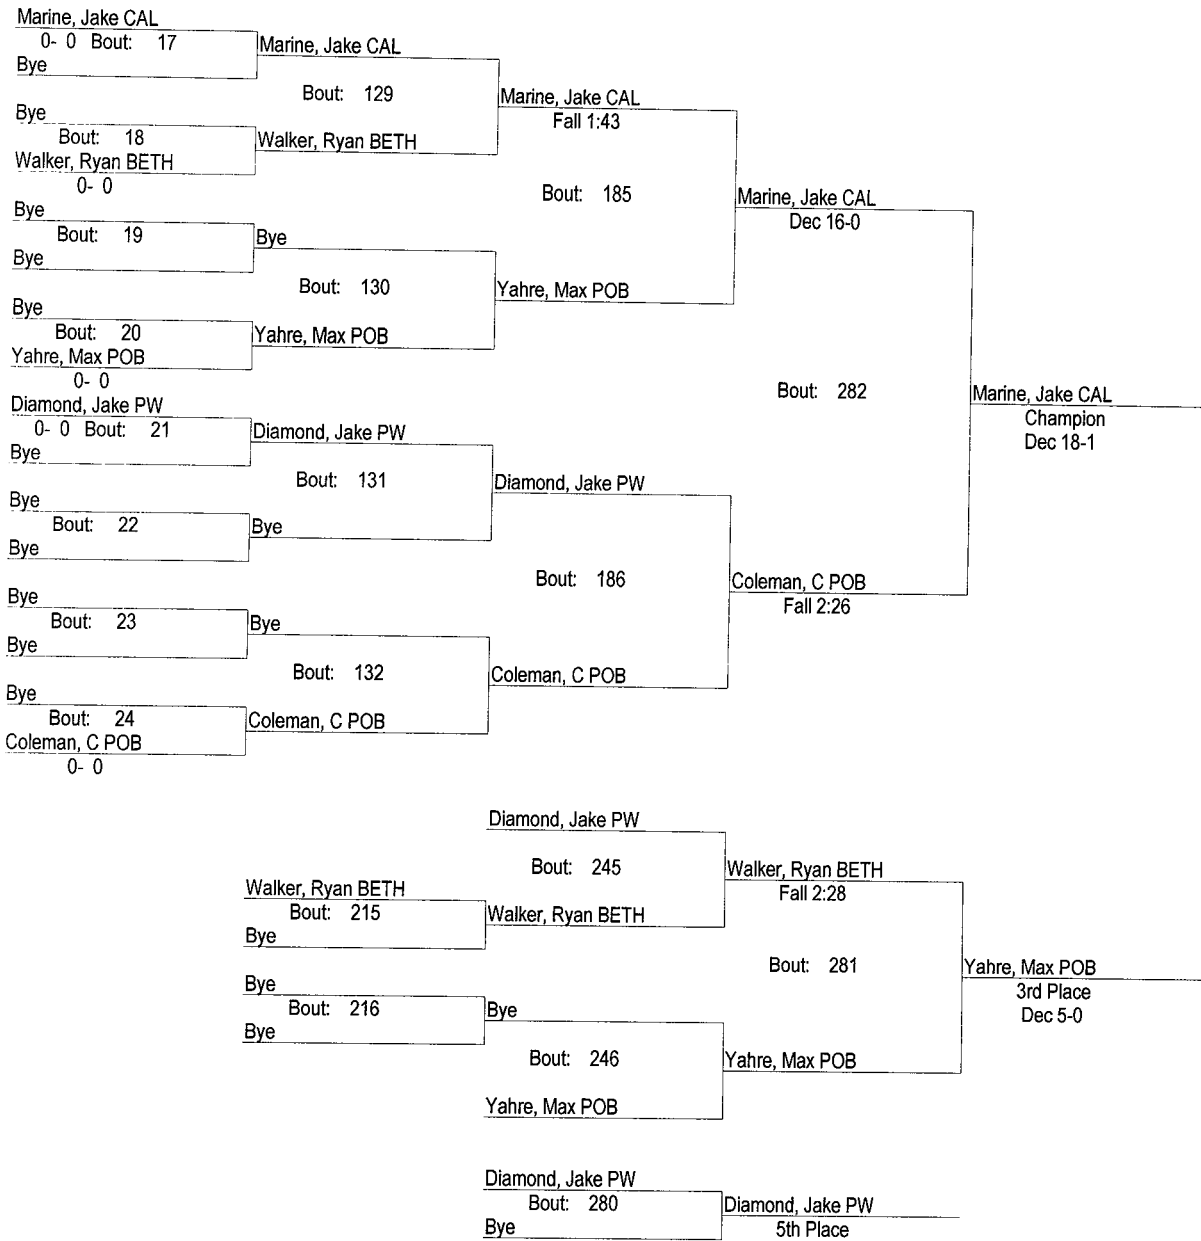 Marine, Jake CAL
0- 0 Bout: 17
Bye
Marine, Jake CAL
Bout: 129
Bye
Bout: 18
Walker, Ryan BETH
0- 0
Walker, Ryan BETH
Marine, Jake CAL
Fall 1:43
Bout: 185
Bye
Bout: 19
Bye
Bye
Bout: 130
Bye
Bout: 20
Yahre, Max POB
0- 0
Yahre, Max POB
Yahre, Max POB
Marine, Jake CAL
Dec 16-0
Bout: 282
Diamond, Jake PW
0- 0 Bout: 21
Bye
Diamond, Jake PW
Bout: 131
Bye
Bout: 22
Bye
Bye
Diamond, Jake PW
Bout: 186
Bye
Bout: 23
Bye
Bye
Bout: 132
Bye
Bout: 24
Coleman, C POB
0- 0
Coleman, C POB
Coleman, C POB
Coleman, C POB
Fall 2:26
Marine, Jake CAL
Champion
Dec 18-1
Diamond, Jake PW
Bout: 245
Walker, Ryan BETH
Bout: 215
Bye
Walker, Ryan BETH
Walker, Ryan BETH
Fall 2:28
Bout: 281
Bye
Bout: 216
Bye
Bye
Bout: 246
Yahre, Max POB
Yahre, Max POB
Yahre, Max POB
3rd Place
Dec 5-0
Diamond, Jake PW
Bout: 280
Bye
Diamond, Jake PW
5th Place